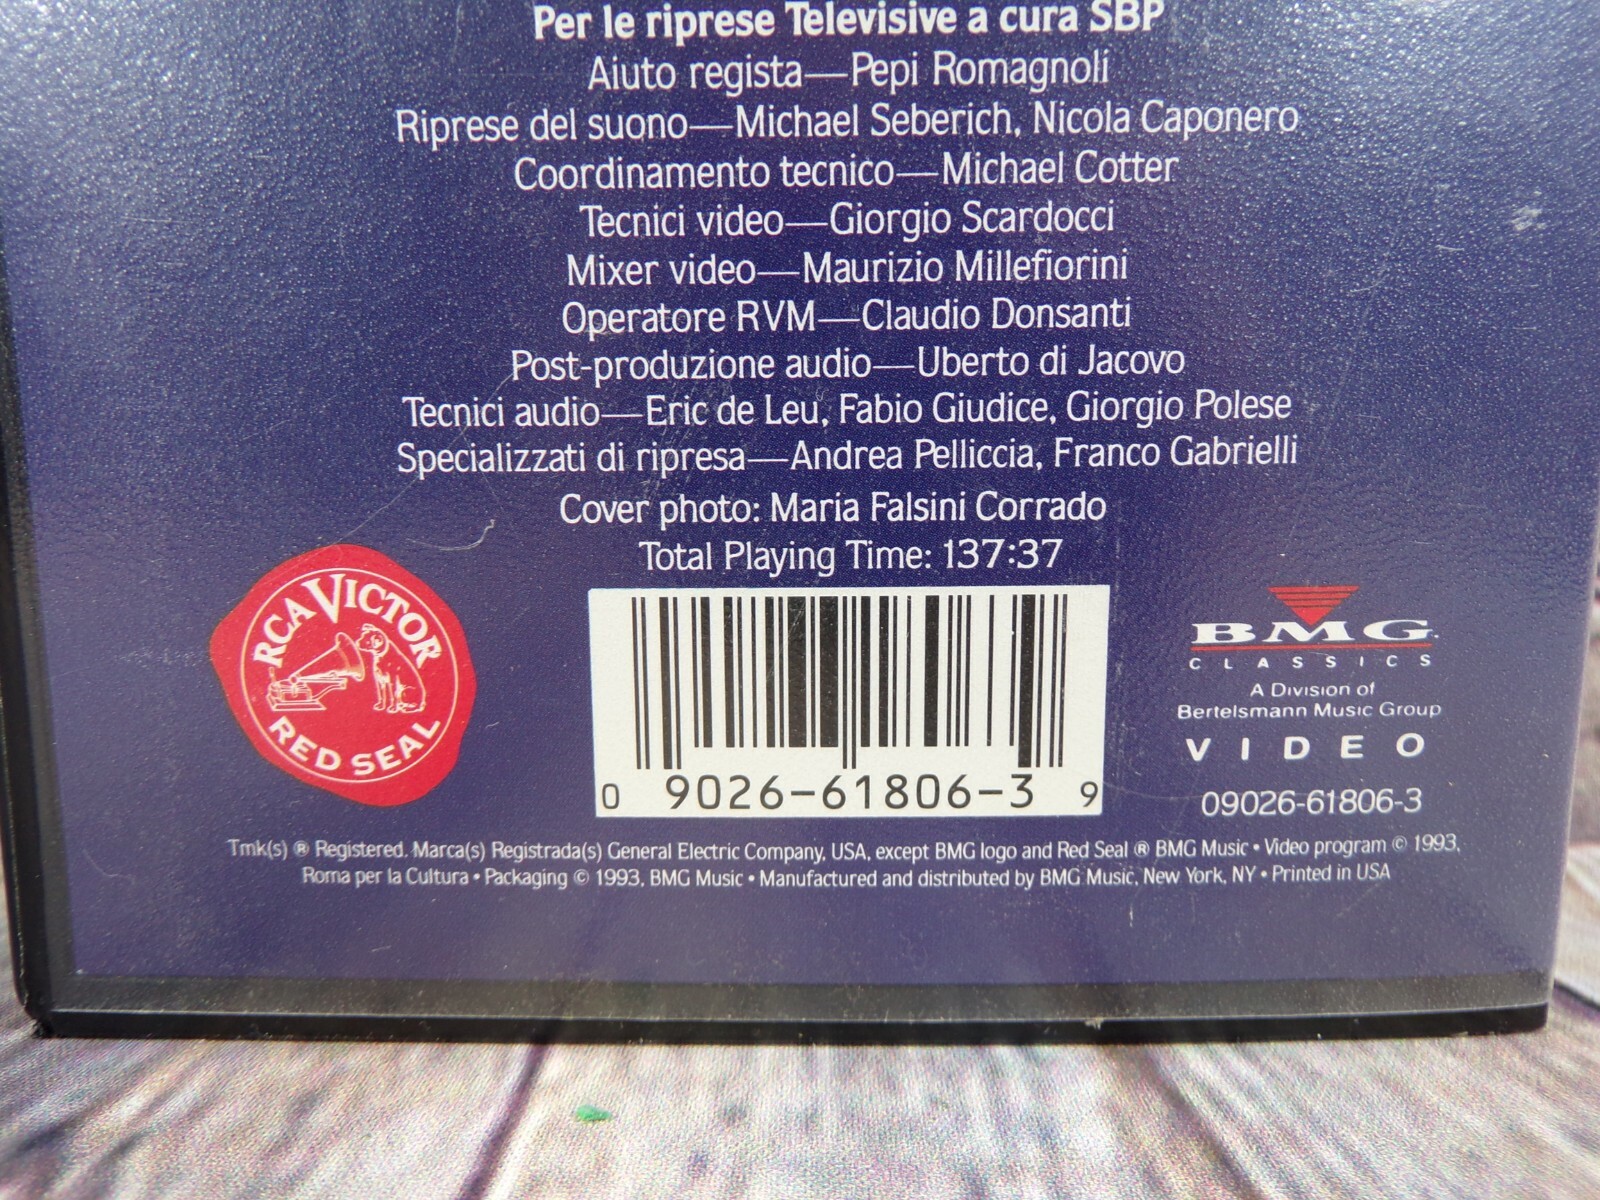 Per le riprese Televisive a cura SBP
Aiuto regista—Pepi Romagnoli
Riprese del suono—Michael Seberich, Nicola Caponero
Coordinamento tecnico—Michael Cotter
Tecnici video—Giorgio Scardocci
Mixer video—Maurizio Millefiorini
Operatore RVM—Claudio Donsanti
Post-produzione audio—Uberto di Jacovo
Tecnici audio—Eric de Leu, Fabio Giudice, Giorgio Polese
Specializzati di ripresa—Andrea Pelliccia, Franco Gabrielli
Cover photo: Maria Falsini Corrado
Total Playing Time: 137:37
RCA VICTOR
RED SEAL
0 9026-61806-3 9
BMG
CLASSICS
A Division of
Bertelsmann Music Group
VIDEO
09026-61806-3
Tmk(s) ® Registered. Marca(s) Registrada(s) General Electric Company, USA, except BMG logo and Red Seal ® BMG Music • Video program © 1993,
Roma per la Cultura • Packaging © 1993, BMG Music • Manufactured and distributed by BMG Music, New York, NY • Printed in USA